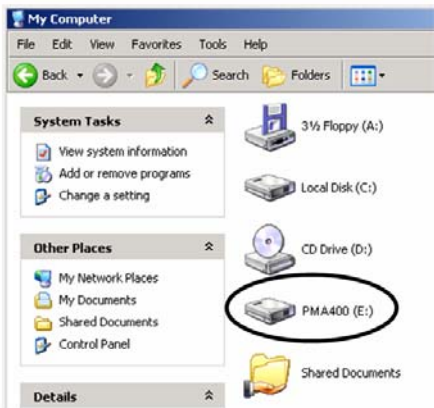 My Computer
File Edit View Favorites Tools Help
Back Search Folders
System Tasks
View system information
Add or remove programs
Change a setting
Other Places
My Network Places
My Documents
Shared Documents
Control Panel
Details
3½ Floppy (A:)
Local Disk (C:)
CD Drive (D:)
PMA400 (E:)
Shared Documents